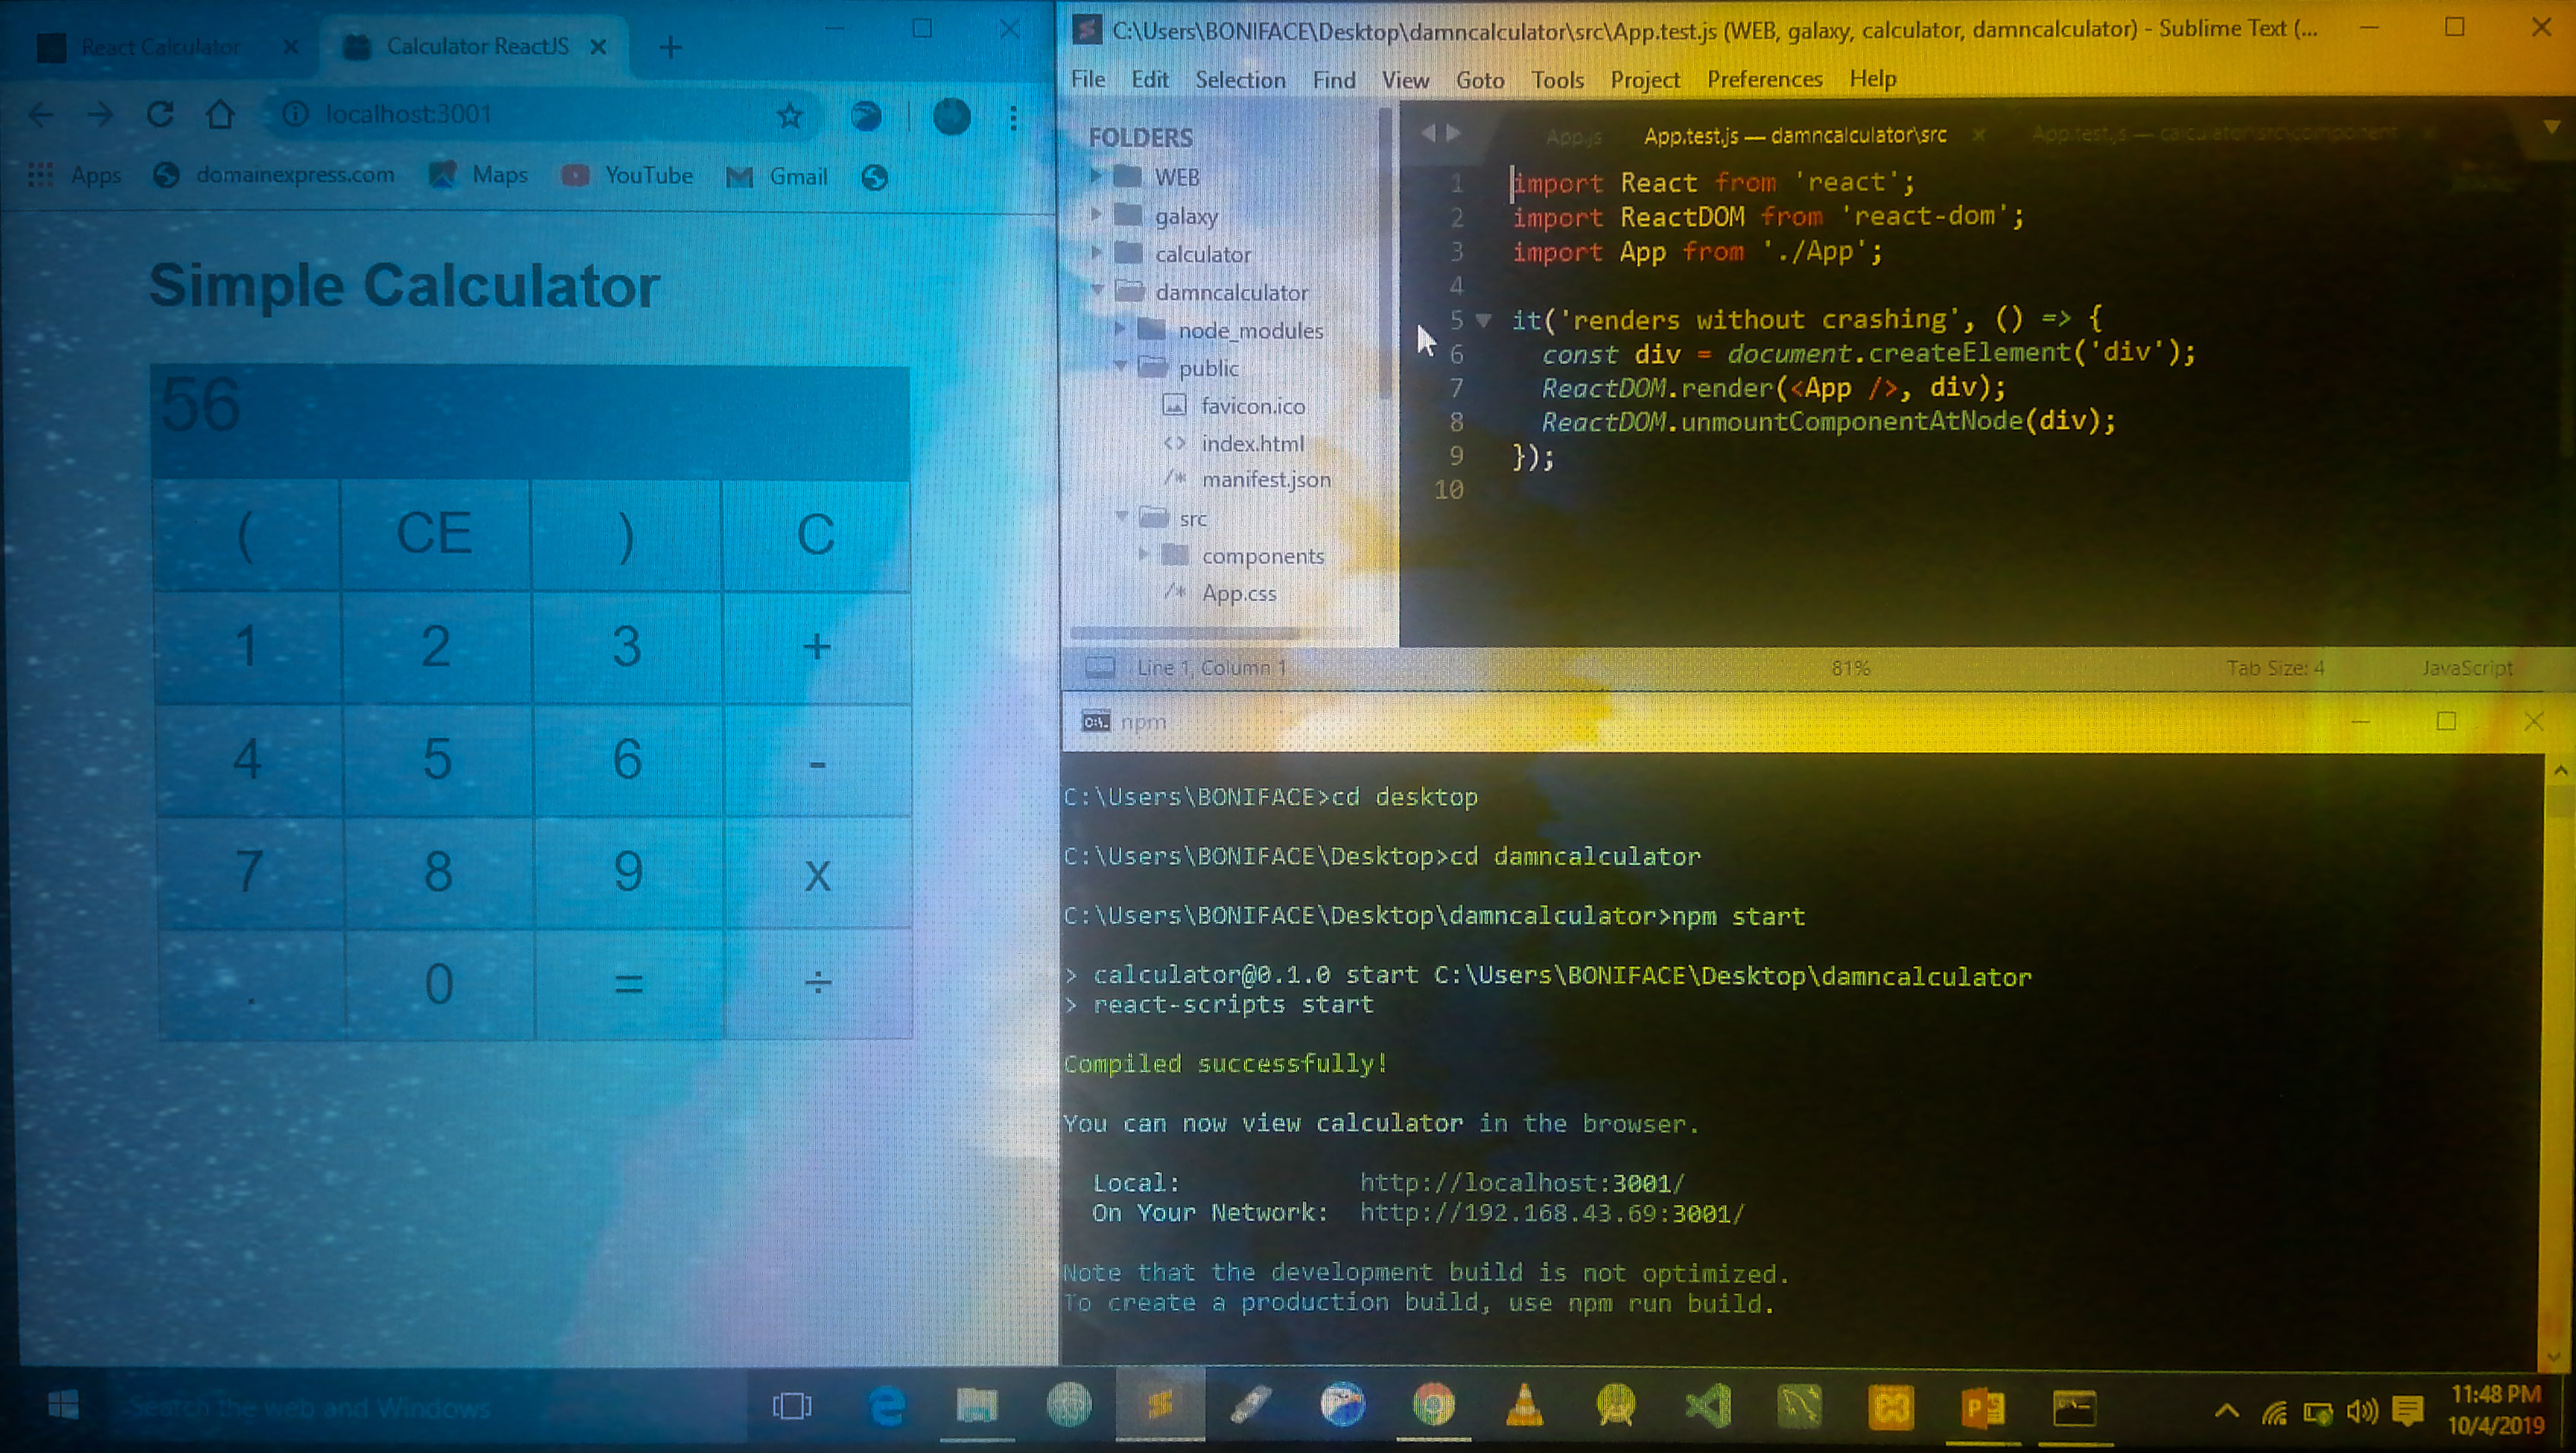 React Calculator
Calculator ReactJS
localhost:3001
Apps domainexpress.com Maps YouTube Gmail
Simple Calculator
56
( CE ) C
1 2 3 +
4 5 6 -
7 8 9 x
. 0 = ÷
C:\Users\BONIFACE\Desktop\damncalculator\src\App.test.js (WEB, galaxy, calculator, damncalculator) - Sublime Text (...
File Edit Selection Find View Goto Tools Project Preferences Help
FOLDERS
WEB
galaxy
calculator
damncalculator
node_modules
public
favicon.ico
<> index.html
/* manifest.json
src
components
/* App.css
App.js App.test.js — damncalculator\src App.test.js — calculator\src\component
1 import React from 'react';
2 import ReactDOM from 'react-dom';
3 import App from './App';
4
5 it('renders without crashing', () => {
6 const div = document.createElement('div');
7 ReactDOM.render(<App />, div);
8 ReactDOM.unmountComponentAtNode(div);
9 });
10
Line 1, Column 1 81% Tab Size: 4 JavaScript
C:\. npm
C:\Users\BONIFACE>cd desktop
C:\Users\BONIFACE\Desktop>cd damncalculator
C:\Users\BONIFACE\Desktop\damncalculator>npm start
> calculator@0.1.0 start C:\Users\BONIFACE\Desktop\damncalculator
> react-scripts start
Compiled successfully!
You can now view calculator in the browser.
Local: http://localhost:3001/
On Your Network: http://192.168.43.69:3001/
Note that the development build is not optimized.
To create a production build, use npm run build.
Search the web and Windows
11:48 PM
10/4/2019